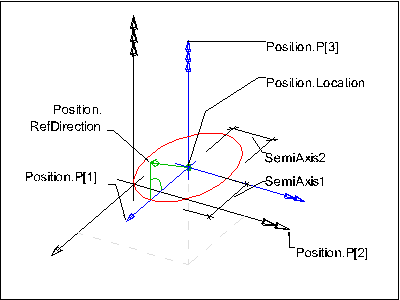 Position.P[3]
Position.Location
Position.
RefDirection
SemiAxis2
Position.P[1]
SemiAxis1
Position.P[2]